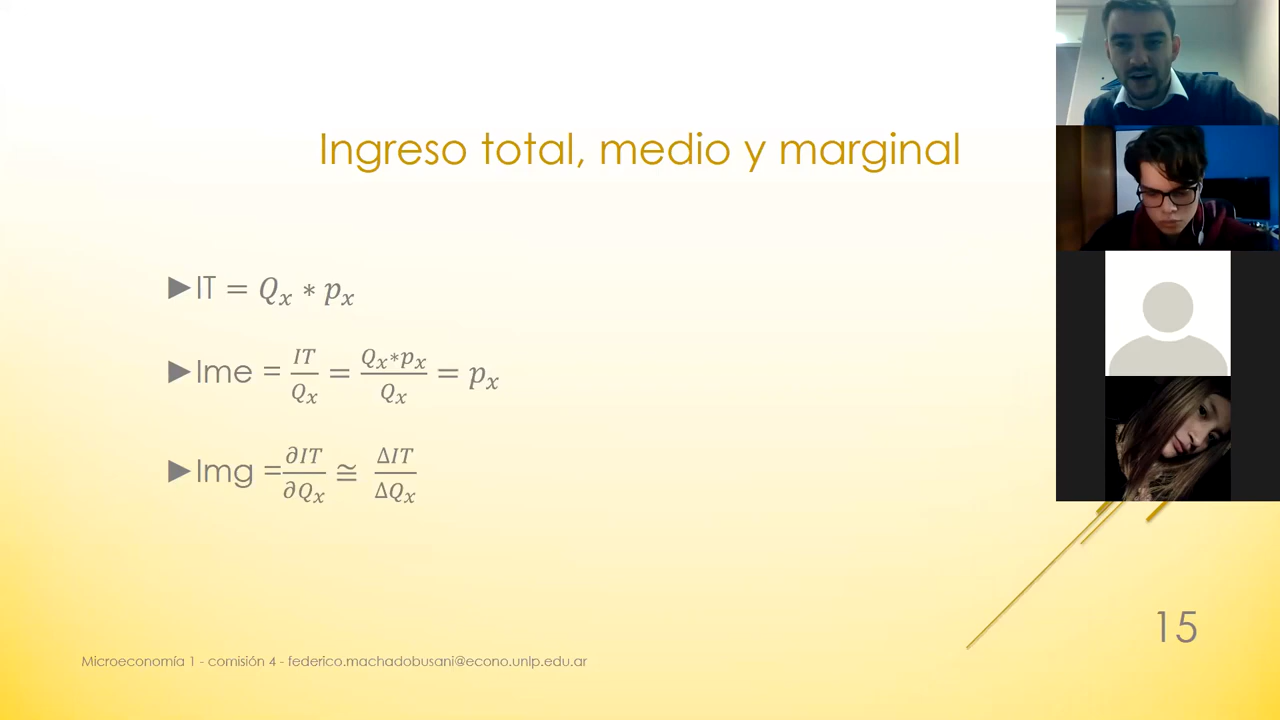 Ingreso total, medio y marginal
►IT = Qₓ * pₓ
►Ime = IT/Qₓ = Qₓ*pₓ/Qₓ = pₓ
►Img =∂IT/∂Qₓ ≅ ΔIT/ΔQₓ
15
Microeconomía 1 - comisión 4 - federico.machadobusani@econo.unlp.edu.ar